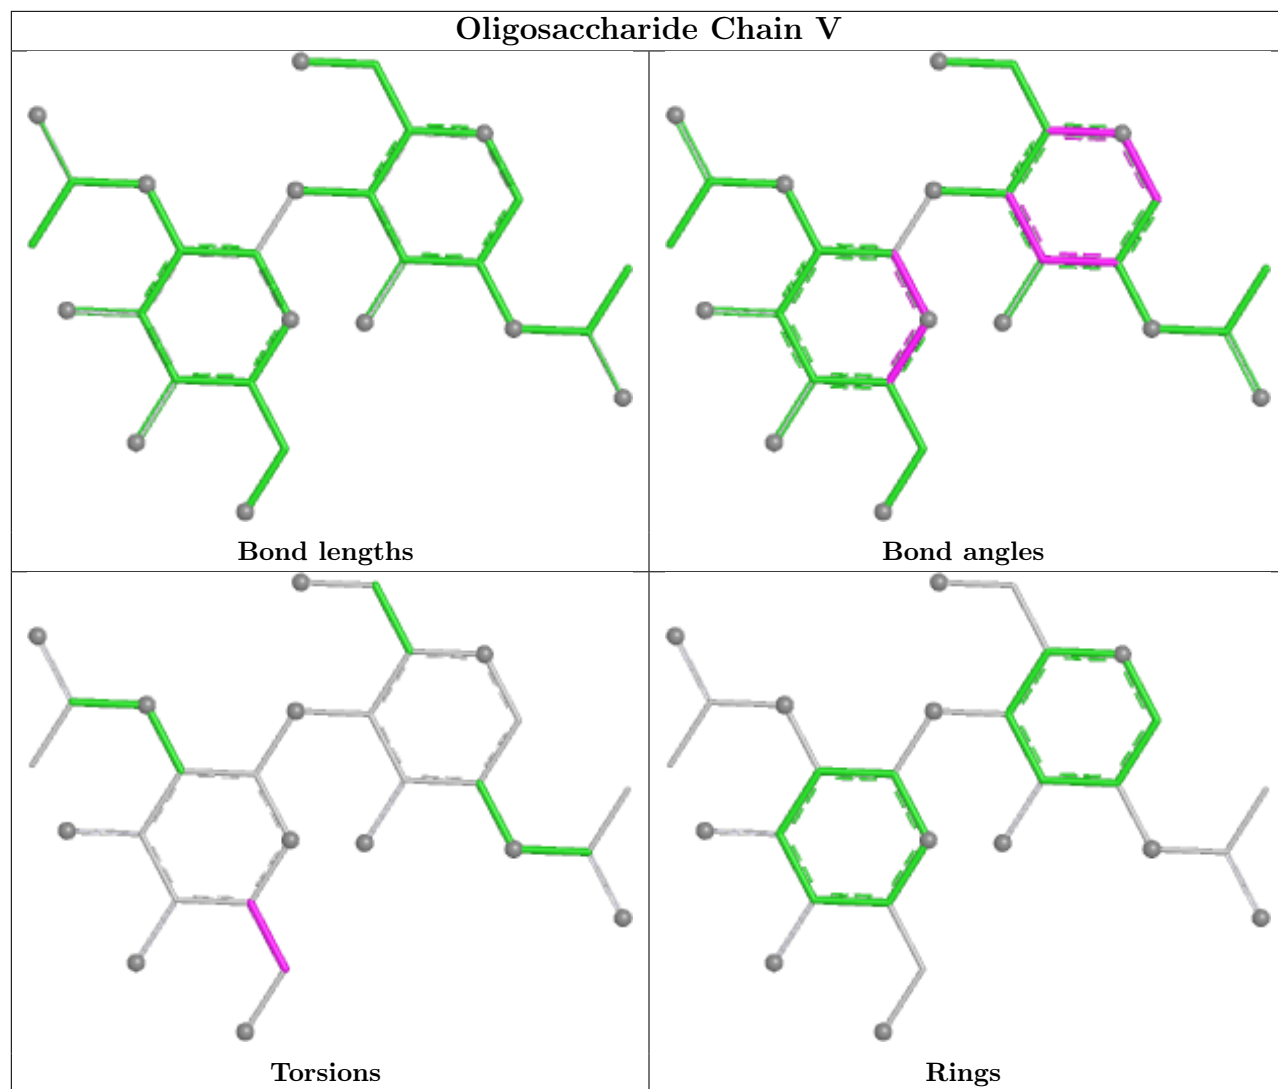 Oligosaccharide Chain V
Bond lengths
Bond angles
Torsions
Rings